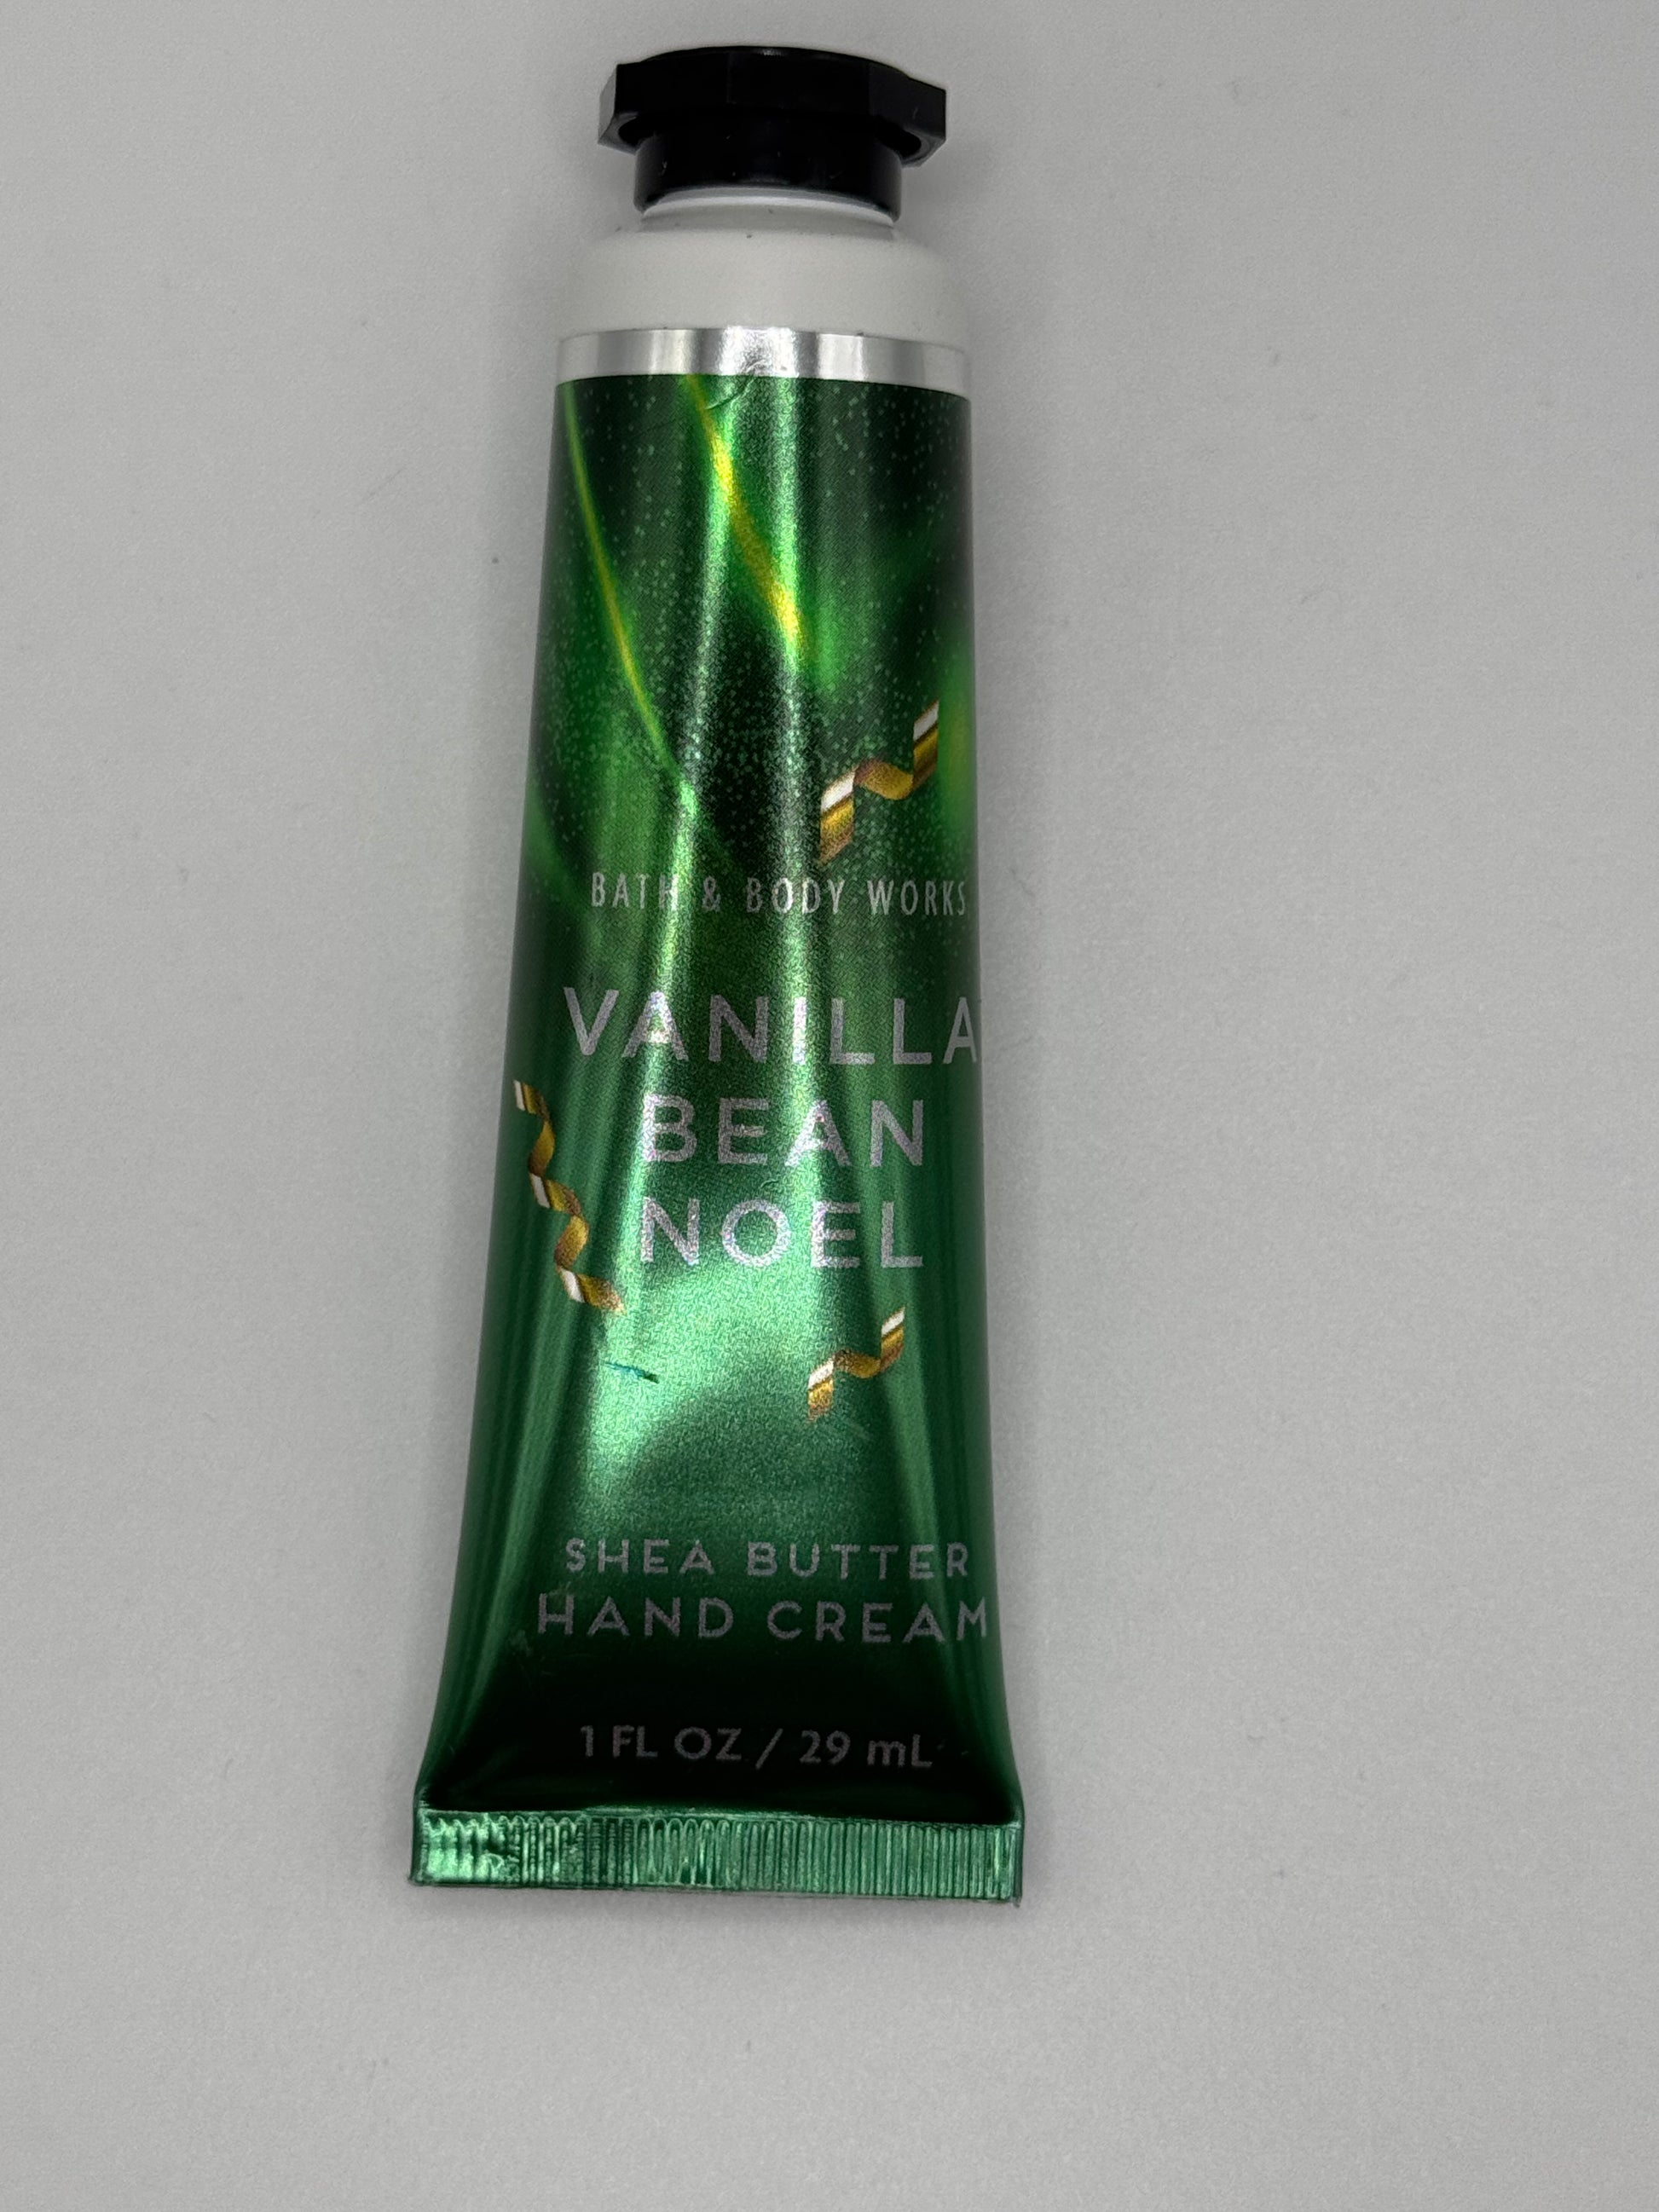 BATH & BODY WORKS
VANILLA
BEAN
NOEL
SHEA BUTTER
HAND CREAM
1 FL OZ / 29 mL